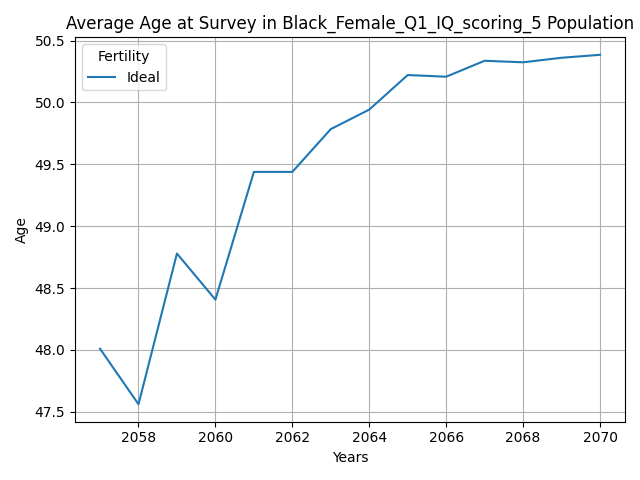 Average Age at Survey in Black_Female_Q1_IQ_scoring_5 Population
Fertility
Ideal
Age
50.5
50.0
49.5
49.0
48.5
48.0
47.5
2058 2060 2062 2064 2066 2068 2070
Years